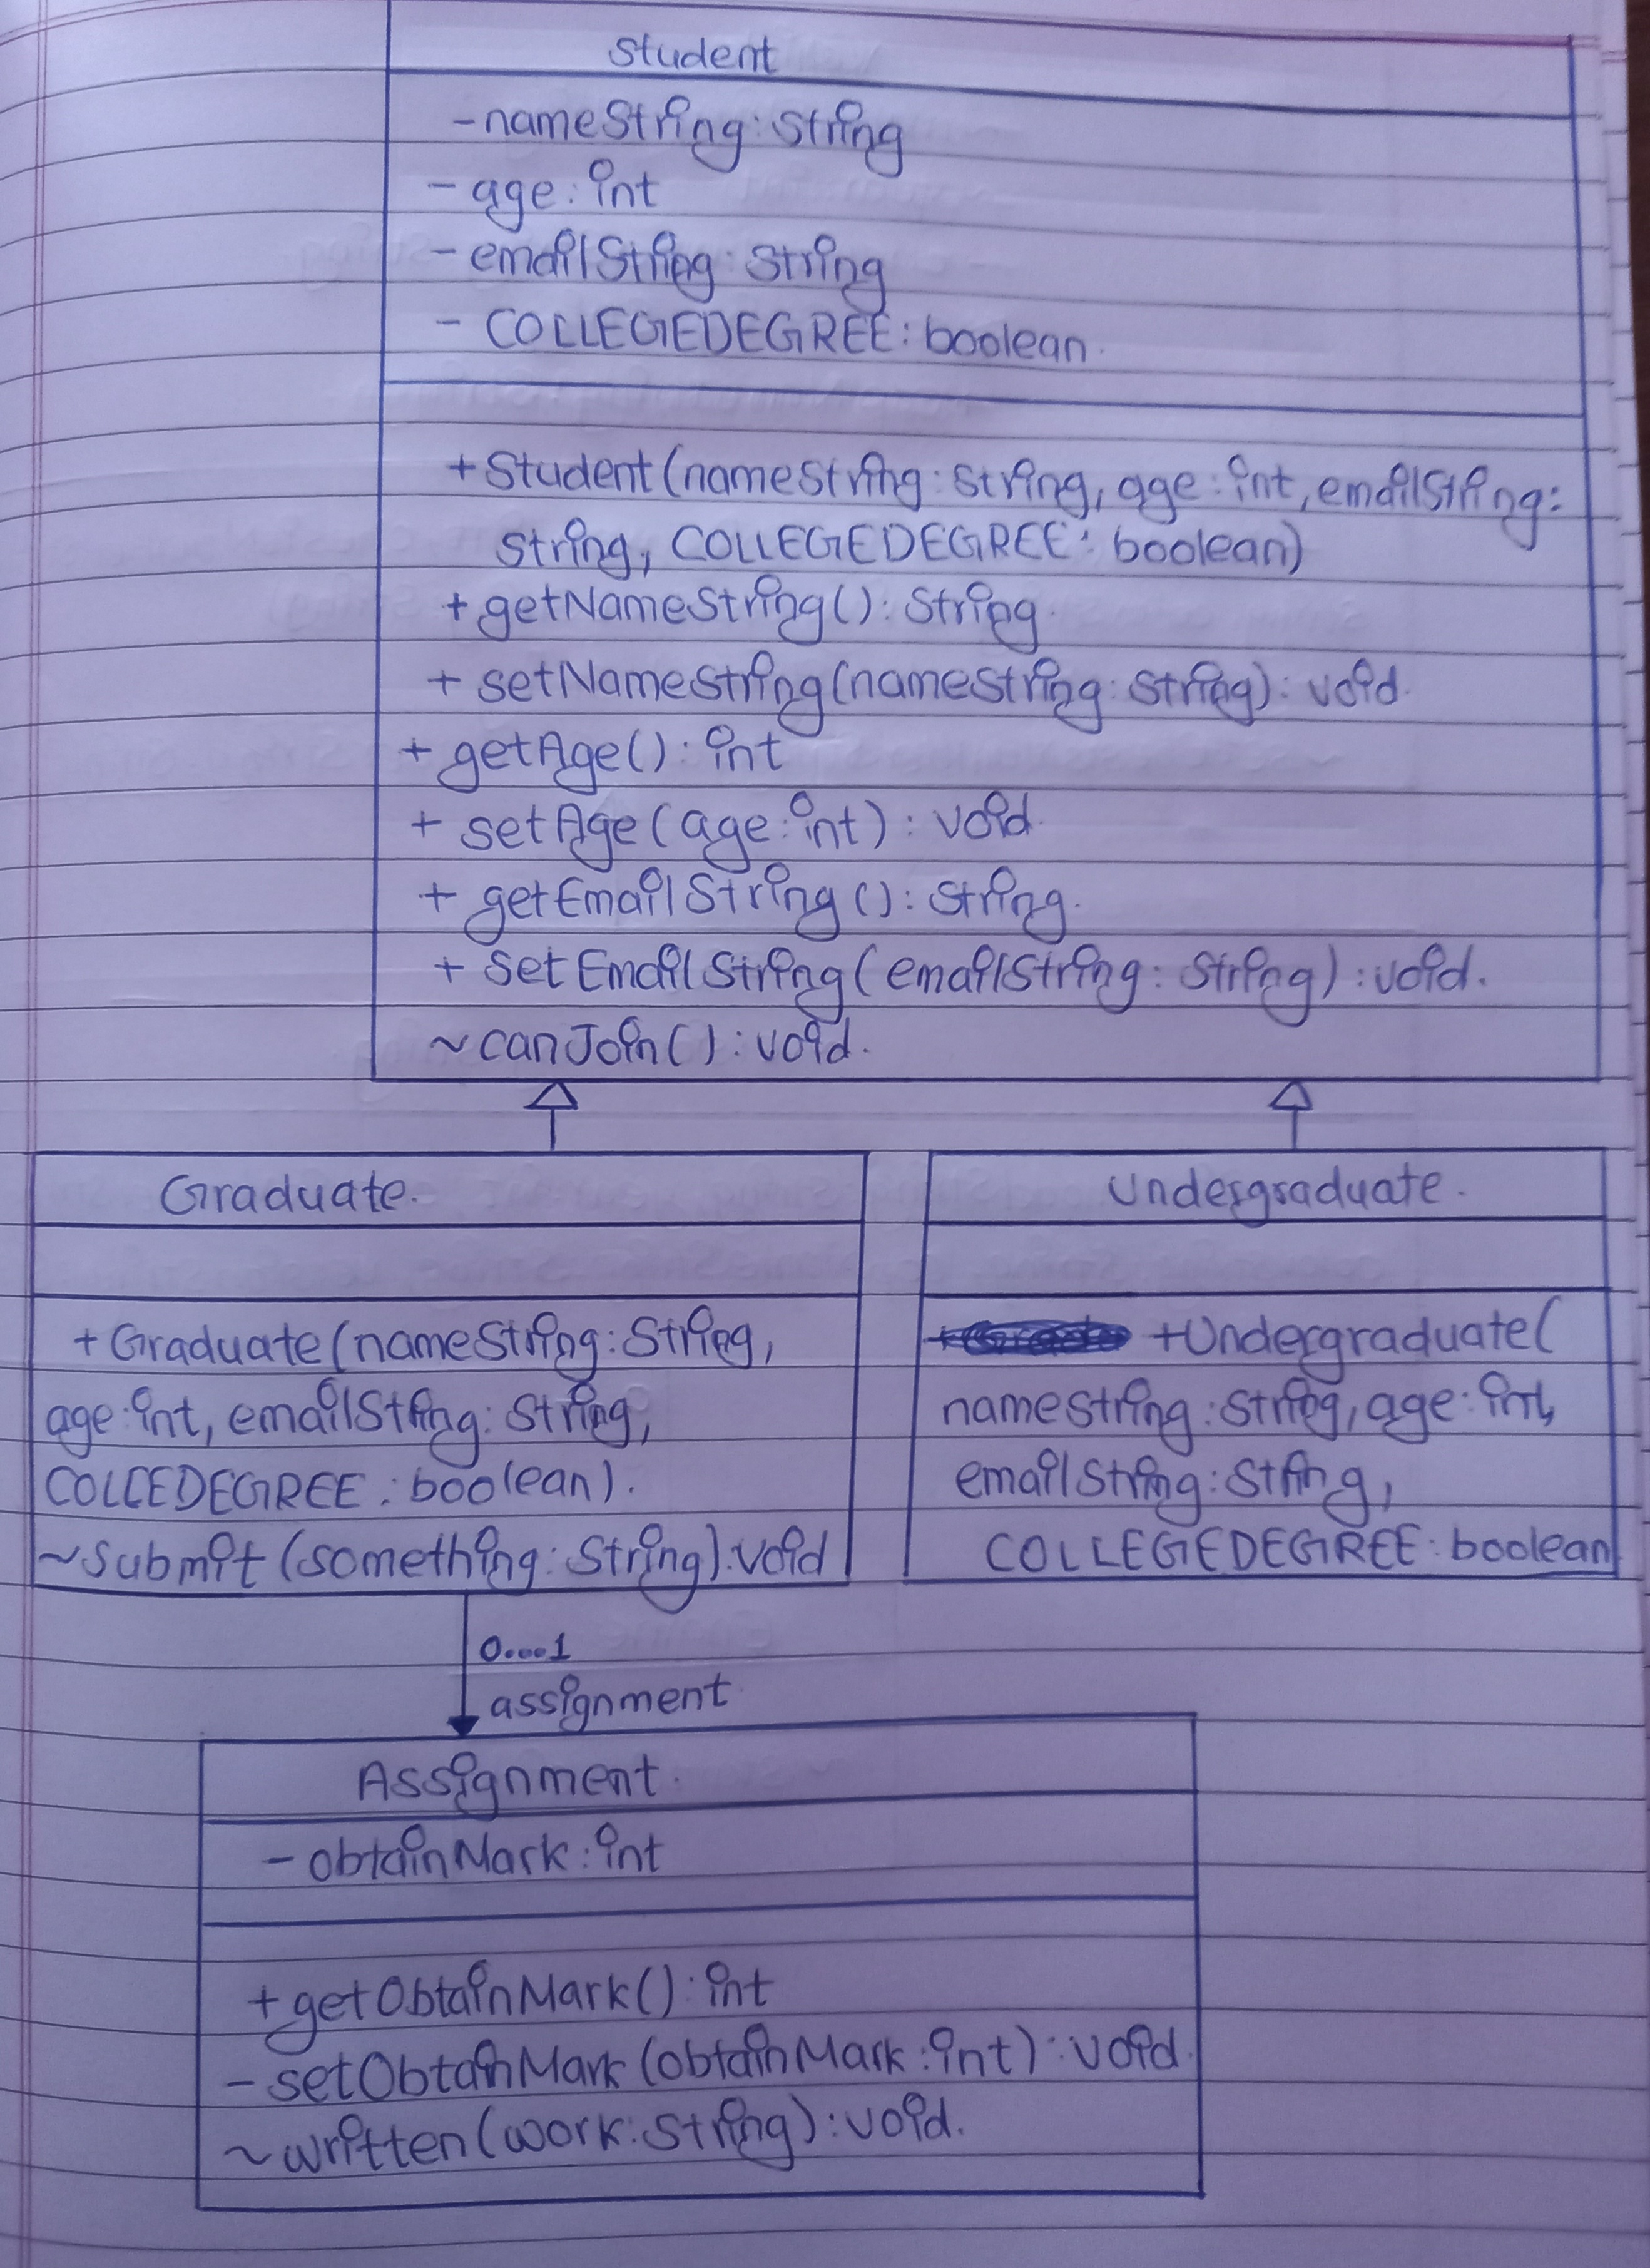 Student
- nameString : String
- age : int
- emailString : String
- COLLEGEDEGREE : boolean.
+ Student (nameString : String, age : int, emailString :
String, COLLEGEDEGREE : boolean)
+ getNameString() : String.
+ setNameString(nameString : String) : void.
+ getAge() : int
+ setAge (age : int) : void.
+ getEmailString () : String.
+ setEmailString (emailString : String) : void.
~ canJoin () : void.
Graduate.
+ Graduate (nameString : String,
age : int, emailString : String,
COLLEDEGREE : boolean).
~ Submit (something : String) : void
Undergraduate.
+Undergraduate (
nameString : String, age : int,
emailString : String,
COLLEGEDEGREE : boolean
0....1
assignment
Assignment.
- obtainMark : int
+ getObtainMark () : int
- setObtainMark (obtainMark : int) : void.
~ written (work : String) : void.